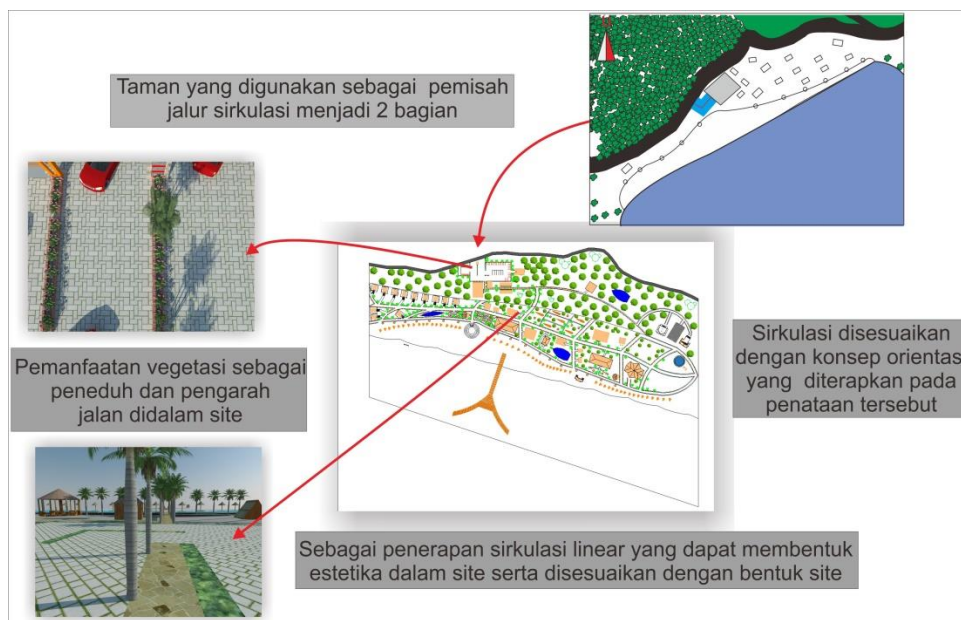 Taman yang digunakan sebagai pemisah
jalur sirkulasi menjadi 2 bagian
Pemanfaatan vegetasi sebagai
peneduh dan pengarah
jalan didalam site
Sirkulasi disesuaikan
dengan konsep orientas
yang diterapkan pada
penataan tersebut
Sebagai penerapan sirkulasi linear yang dapat membentuk
estetika dalam site serta disesuaikan dengan bentuk site